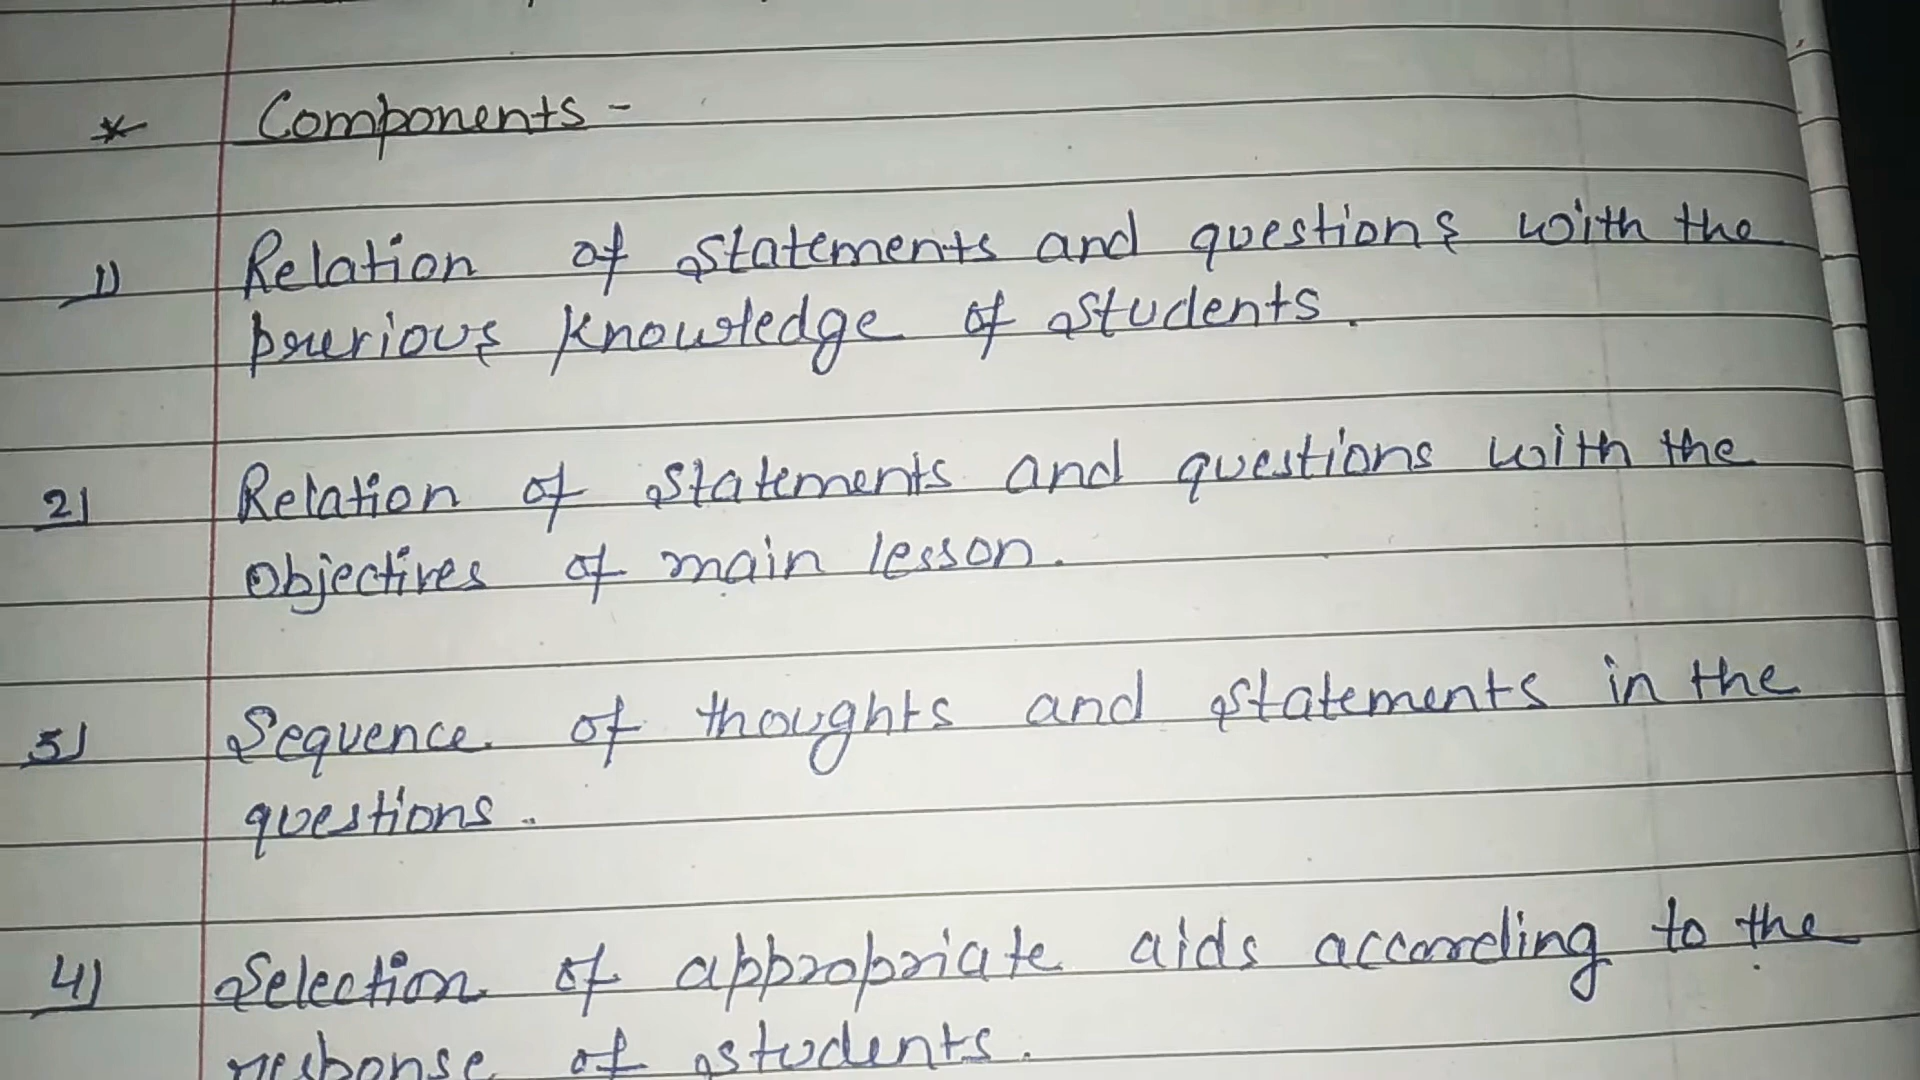 * Components -
1) Relation of statements and questions with the
previous knowledge of students.
2) Relation of statements and questions with the
objectives of main lesson.
3) Sequence of thoughts and statements in the
questions.
4) Selection of appropriate aids according to the
response of students.